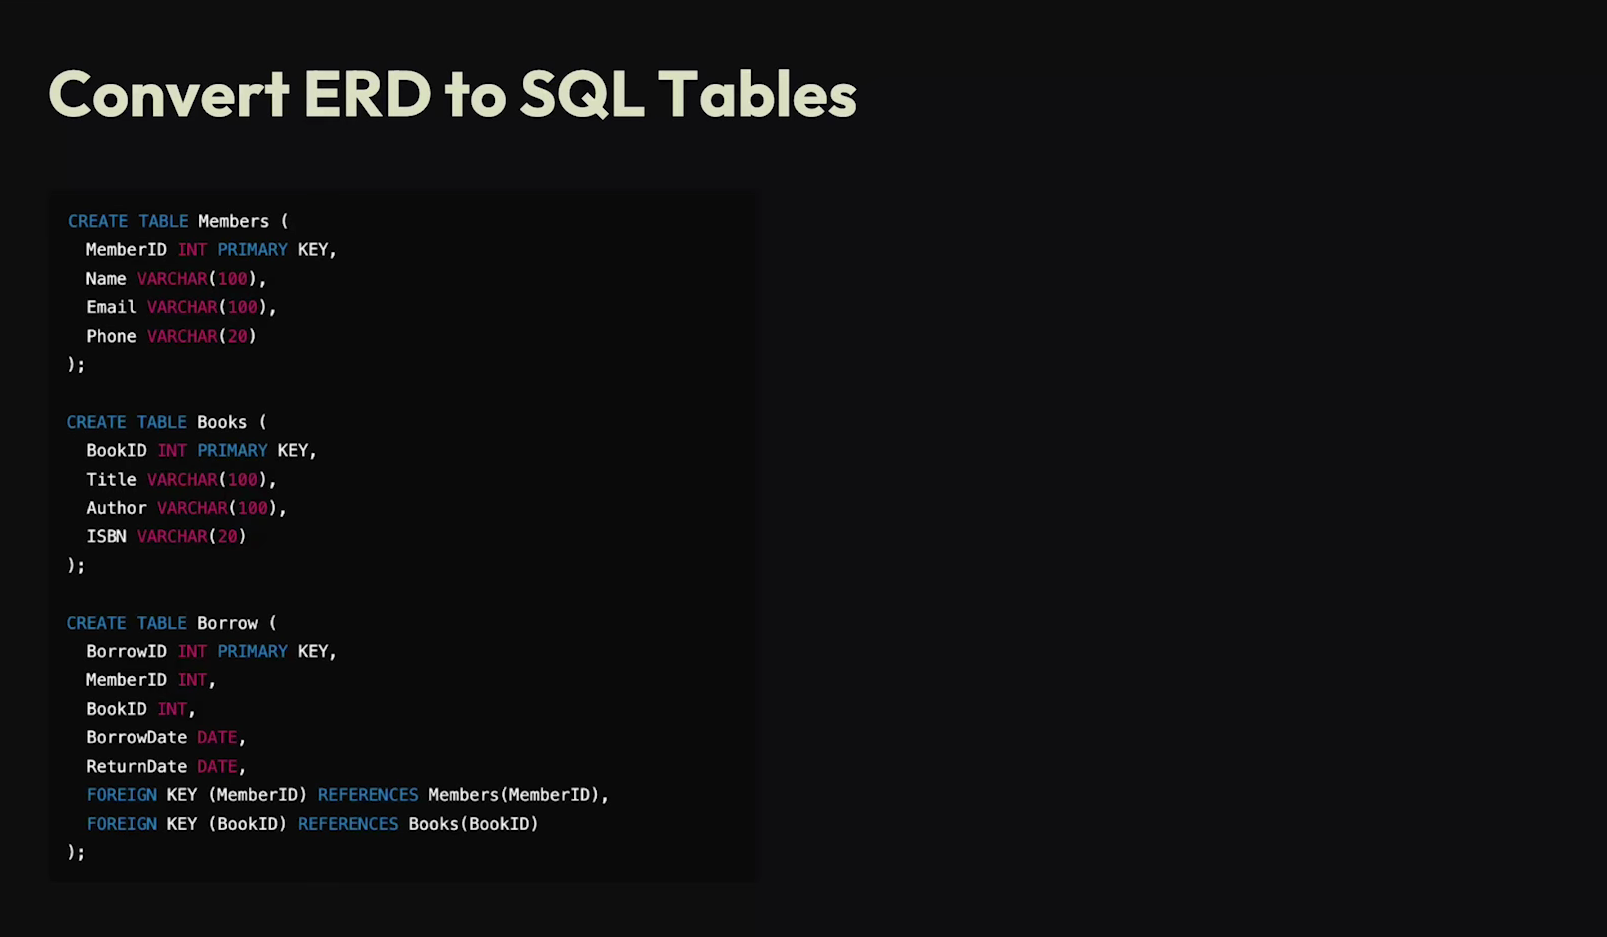 Convert ERD to SQL Tables
CREATE TABLE Members (
  MemberID INT PRIMARY KEY,
  Name VARCHAR(100),
  Email VARCHAR(100),
  Phone VARCHAR(20)
);
CREATE TABLE Books (
  BookID INT PRIMARY KEY,
  Title VARCHAR(100),
  Author VARCHAR(100),
  ISBN VARCHAR(20)
);
CREATE TABLE Borrow (
  BorrowID INT PRIMARY KEY,
  MemberID INT,
  BookID INT,
  BorrowDate DATE,
  ReturnDate DATE,
  FOREIGN KEY (MemberID) REFERENCES Members(MemberID),
  FOREIGN KEY (BookID) REFERENCES Books(BookID)
);